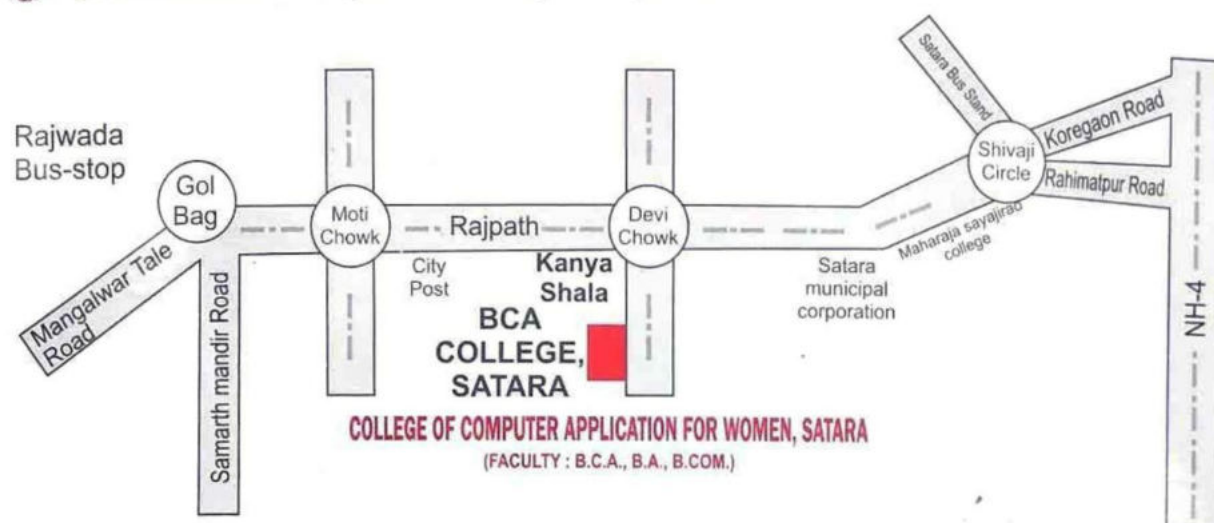 Rajwada
Bus-stop
Gol
Bag
Mangalwar Tale
Road
Samarth mandir Road
Moti
Chowk
Rajpath
City
Post
Kanya
Shala
Devi
Chowk
BCA
COLLEGE,
SATARA
Satara
municipal
corporation
Maharaja sayajirao
college
Satara Bus Stand
Shivaji
Circle
Koregaon Road
Rahimatpur Road
NH-4
COLLEGE OF COMPUTER APPLICATION FOR WOMEN, SATARA
(FACULTY : B.C.A., B.A., B.COM.)